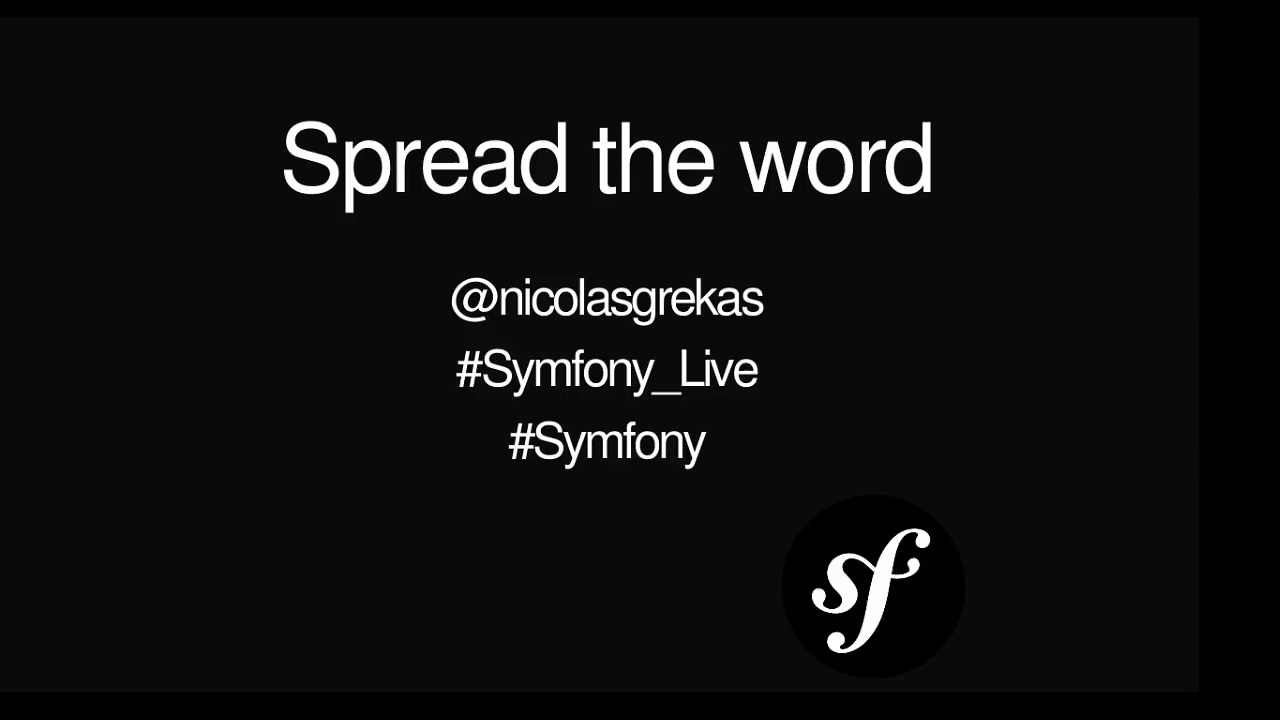 Spread the word
@nicolasgrekas
#Symfony_Live
#Symfony
sf